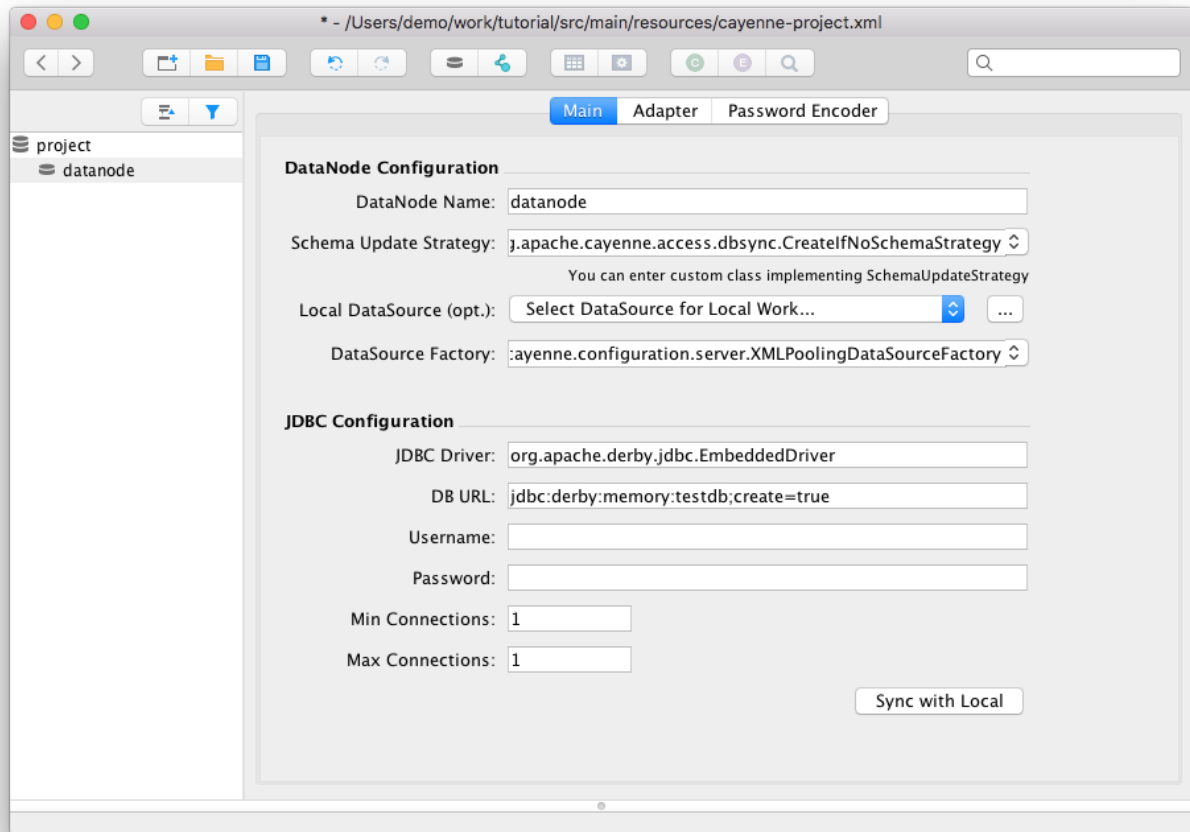 * - /Users/demo/work/tutorial/src/main/resources/cayenne-project.xml
C E
Main Adapter Password Encoder
project
datanode
DataNode Configuration
DataNode Name: datanode
Schema Update Strategy: g.apache.cayenne.access.dbsync.CreateIfNoSchemaStrategy
You can enter custom class implementing SchemaUpdateStrategy
Local DataSource (opt.): Select DataSource for Local Work... ...
DataSource Factory: cayenne.configuration.server.XMLPoolingDataSourceFactory
JDBC Configuration
JDBC Driver: org.apache.derby.jdbc.EmbeddedDriver
DB URL: jdbc:derby:memory:testdb;create=true
Username:
Password:
Min Connections: 1
Max Connections: 1
Sync with Local